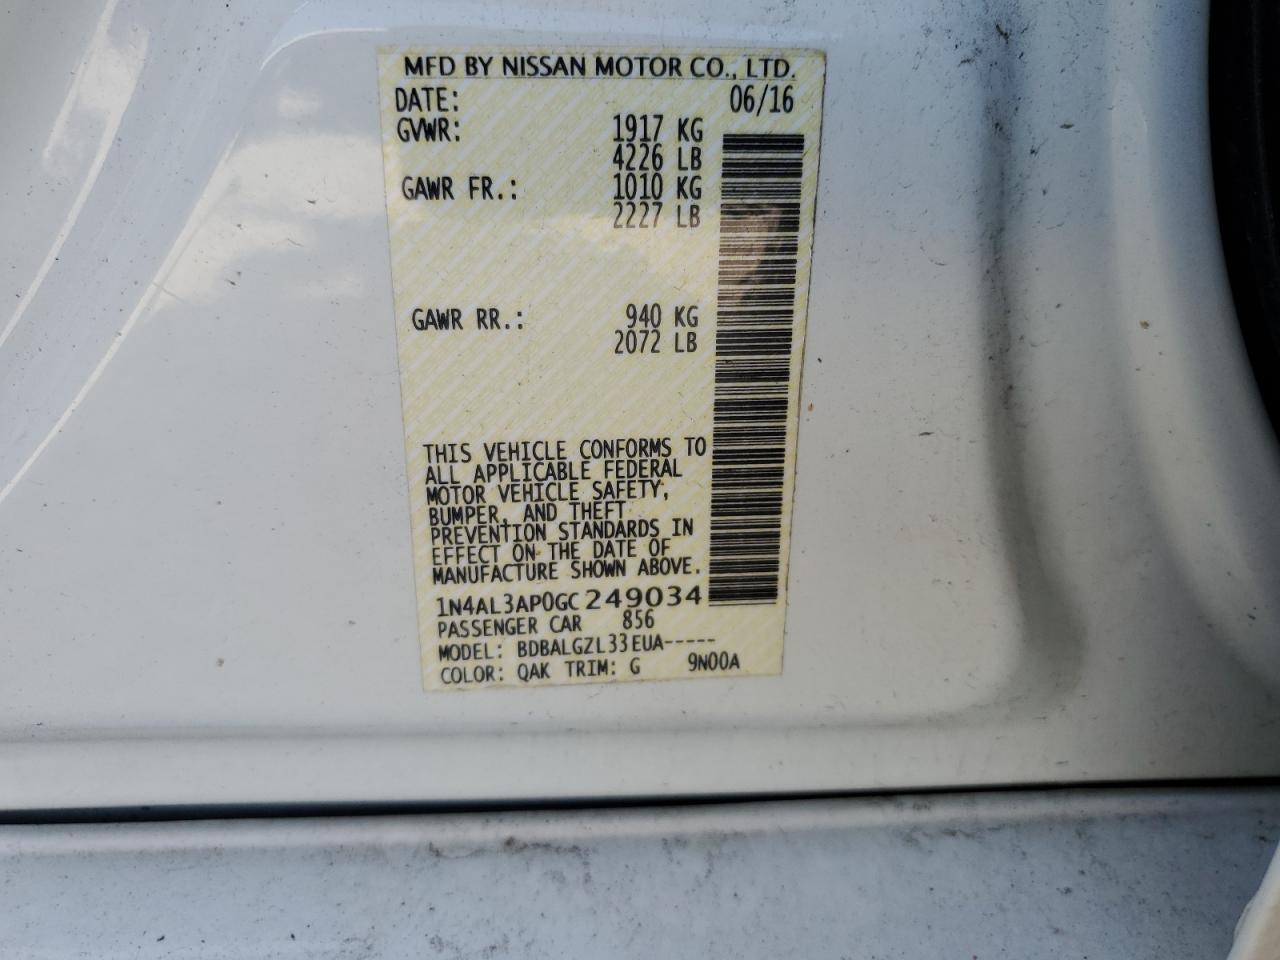 MFD BY NISSAN MOTOR CO., LTD.
DATE: 06/16
GVWR: 1917 KG
4226 LB
GAWR FR.: 1010 KG
2227 LB
GAWR RR.: 940 KG
2072 LB
THIS VEHICLE CONFORMS TO
ALL APPLICABLE FEDERAL
MOTOR VEHICLE SAFETY,
BUMPER, AND THEFT
PREVENTION STANDARDS IN
EFFECT ON THE DATE OF
MANUFACTURE SHOWN ABOVE.
1N4AL3AP0GC249034
PASSENGER CAR 856
MODEL: BDBALGZL33EUA-----
COLOR: QAK TRIM: G 9N00A